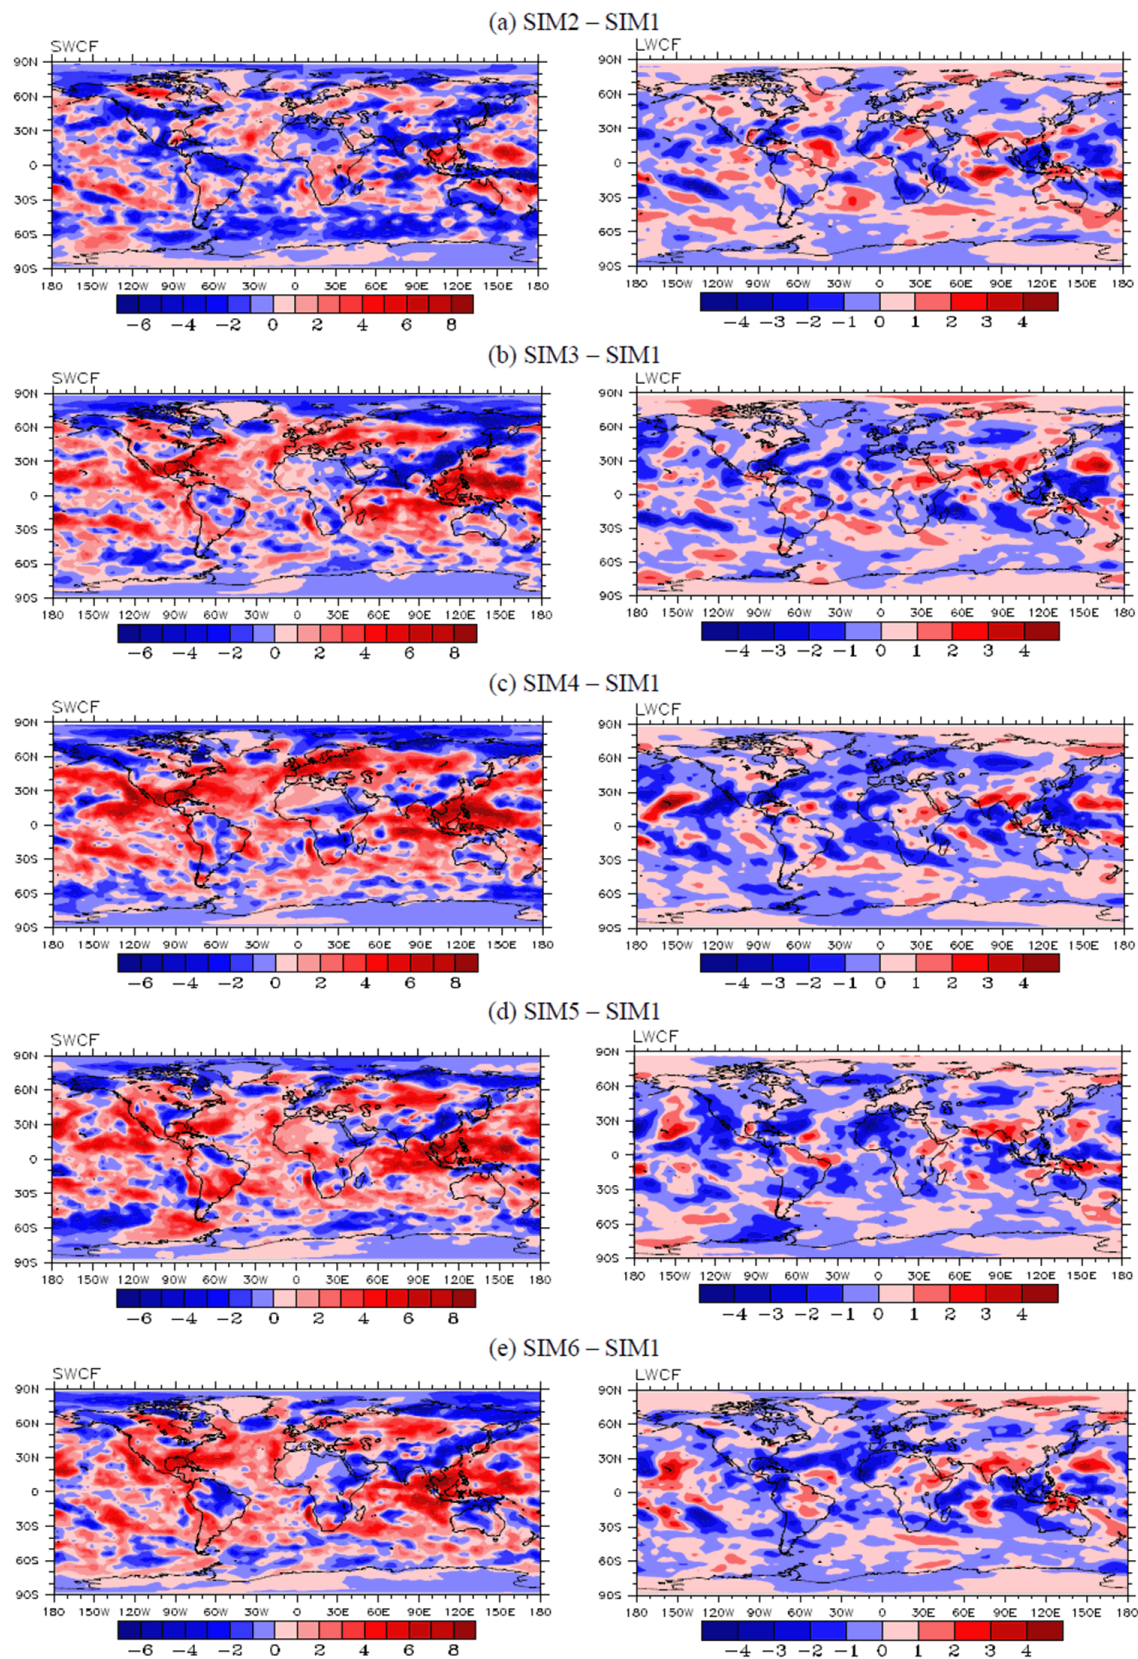 (a) SIM2 – SIM1
SWCF LWCF
90N 90N
60N 60N
30N 30N
0 0
30S 30S
60S 60S
90S 90S
180 150W 120W 90W 60W 30W 0 30E 60E 90E 120E 150E 180 180 150W 120W 90W 60W 30W 0 30E 60E 90E 120E 150E 180
−6 −4 −2 0 2 4 6 8 −4 −3 −2 −1 0 1 2 3 4
(b) SIM3 – SIM1
SWCF LWCF
90N 90N
60N 60N
30N 30N
0 0
30S 30S
60S 60S
90S 90S
180 150W 120W 90W 60W 30W 0 30E 60E 90E 120E 150E 180 180 150W 120W 90W 60W 30W 0 30E 60E 90E 120E 150E 180
−6 −4 −2 0 2 4 6 8 −4 −3 −2 −1 0 1 2 3 4
(c) SIM4 – SIM1
SWCF LWCF
90N 90N
60N 60N
30N 30N
0 0
30S 30S
60S 60S
90S 90S
180 150W 120W 90W 60W 30W 0 30E 60E 90E 120E 150E 180 180 150W 120W 90W 60W 30W 0 30E 60E 90E 120E 150E 180
−6 −4 −2 0 2 4 6 8 −4 −3 −2 −1 0 1 2 3 4
(d) SIM5 – SIM1
SWCF LWCF
90N 90N
60N 60N
30N 30N
0 0
30S 30S
60S 60S
90S 90S
180 150W 120W 90W 60W 30W 0 30E 60E 90E 120E 150E 180 180 150W 120W 90W 60W 30W 0 30E 60E 90E 120E 150E 180
−6 −4 −2 0 2 4 6 8 −4 −3 −2 −1 0 1 2 3 4
(e) SIM6 – SIM1
SWCF LWCF
90N 90N
60N 60N
30N 30N
0 0
30S 30S
60S 60S
90S 90S
180 150W 120W 90W 60W 30W 0 30E 60E 90E 120E 150E 180 180 150W 120W 90W 60W 30W 0 30E 60E 90E 120E 150E 180
−6 −4 −2 0 2 4 6 8 −4 −3 −2 −1 0 1 2 3 4